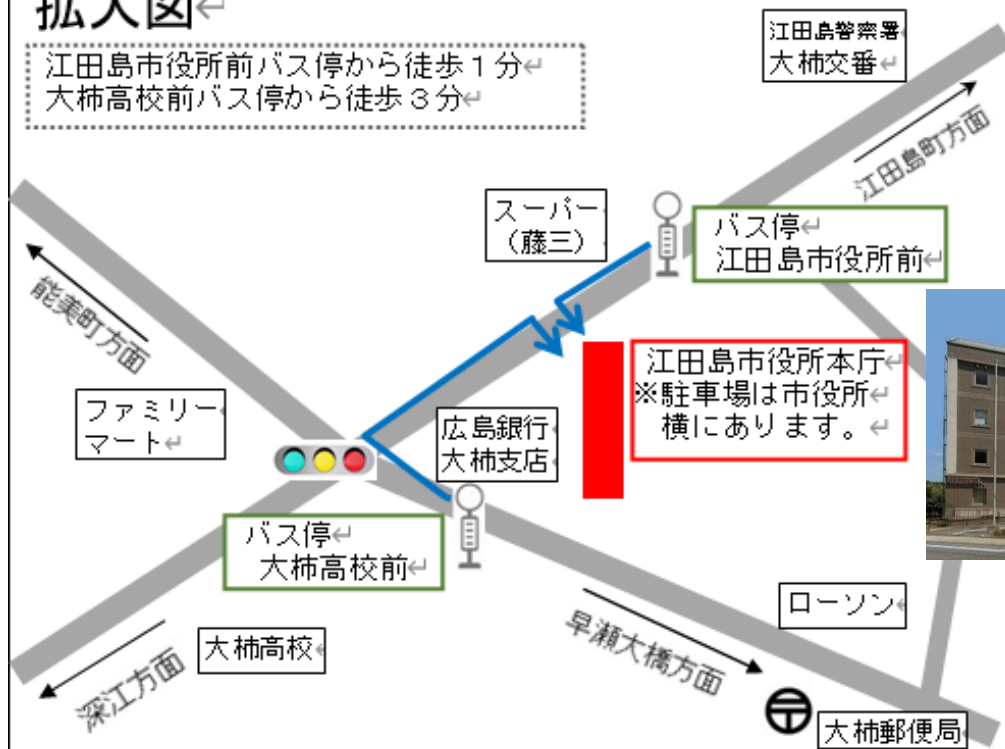 拡大図
江田島市役所前バス停から徒歩1分
大柿高校前バス停から徒歩3分
江田島警察署
大柿交番
江田島町方面
スーパー
（藤三）
バス停
江田島市役所前
能美町方面
江田島市役所本庁
※駐車場は市役所
横にあります。
ファミリー
マート
広島銀行
大柿支店
バス停
大柿高校前
ローソン
早瀬大橋方面
大柿高校
深江方面
〒
大柿郵便局